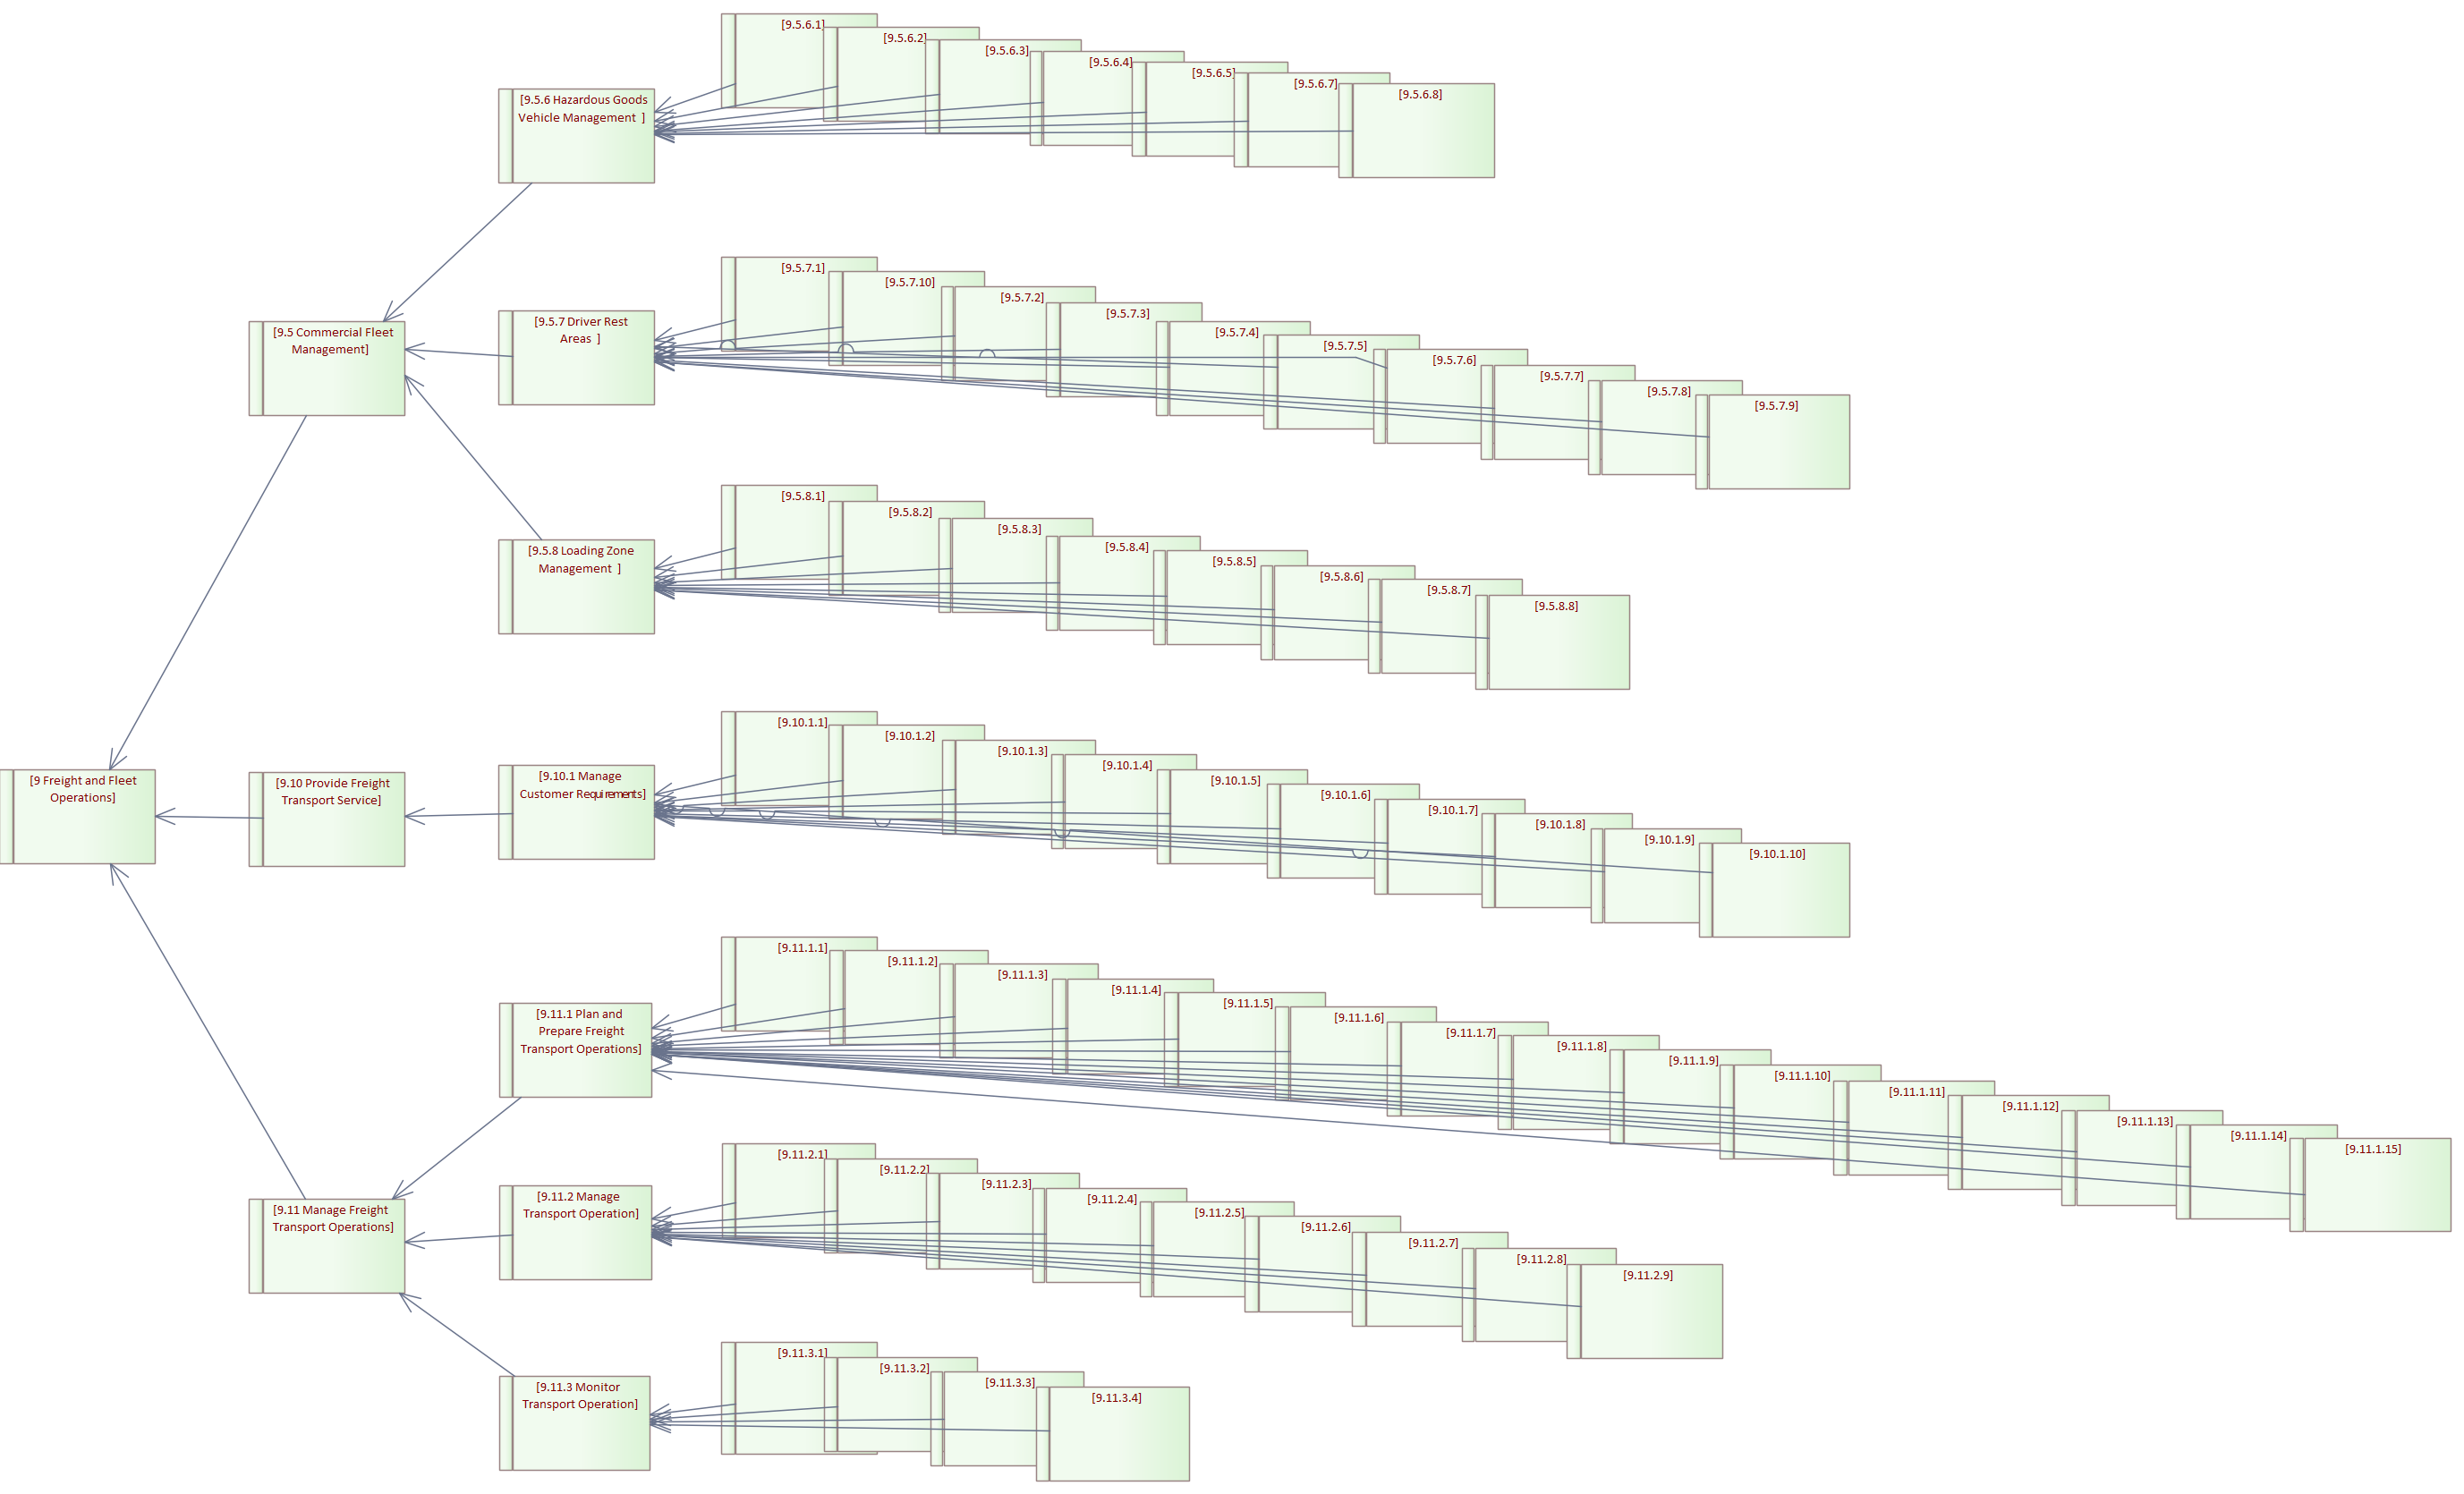 [9.5.6.1]
[9.5.6.2]
[9.5.6.3]
[9.5.6.4]
[9.5.6.5]
[9.5.6.7]
[9.5.6.8]
[9.5.6 Hazardous Goods
Vehicle Management  ]
[9.5.7.1]
[9.5.7.10]
[9.5.7.2]
[9.5.7.3]
[9.5.7.4]
[9.5.7.5]
[9.5.7.6]
[9.5.7.7]
[9.5.7.8]
[9.5.7.9]
[9.5.7 Driver Rest
Areas  ]
[9.5 Commercial Fleet
Management]
[9.5.8.1]
[9.5.8.2]
[9.5.8.3]
[9.5.8.4]
[9.5.8.5]
[9.5.8.6]
[9.5.8.7]
[9.5.8.8]
[9.5.8 Loading Zone
Management  ]
[9.10.1.1]
[9.10.1.2]
[9.10.1.3]
[9.10.1.4]
[9.10.1.5]
[9.10.1.6]
[9.10.1.7]
[9.10.1.8]
[9.10.1.9]
[9.10.1.10]
[9 Freight and Fleet
Operations]
[9.10 Provide Freight
Transport Service]
[9.10.1 Manage
Customer Requirements]
[9.11.1.1]
[9.11.1.2]
[9.11.1.3]
[9.11.1.4]
[9.11.1.5]
[9.11.1.6]
[9.11.1.7]
[9.11.1.8]
[9.11.1.9]
[9.11.1.10]
[9.11.1.11]
[9.11.1.12]
[9.11.1.13]
[9.11.1.14]
[9.11.1.15]
[9.11.1 Plan and
Prepare Freight
Transport Operations]
[9.11.2.1]
[9.11.2.2]
[9.11.2.3]
[9.11.2.4]
[9.11.2.5]
[9.11.2.6]
[9.11.2.7]
[9.11.2.8]
[9.11.2.9]
[9.11.2 Manage
Transport Operation]
[9.11 Manage Freight
Transport Operations]
[9.11.3.1]
[9.11.3.2]
[9.11.3.3]
[9.11.3.4]
[9.11.3 Monitor
Transport Operation]